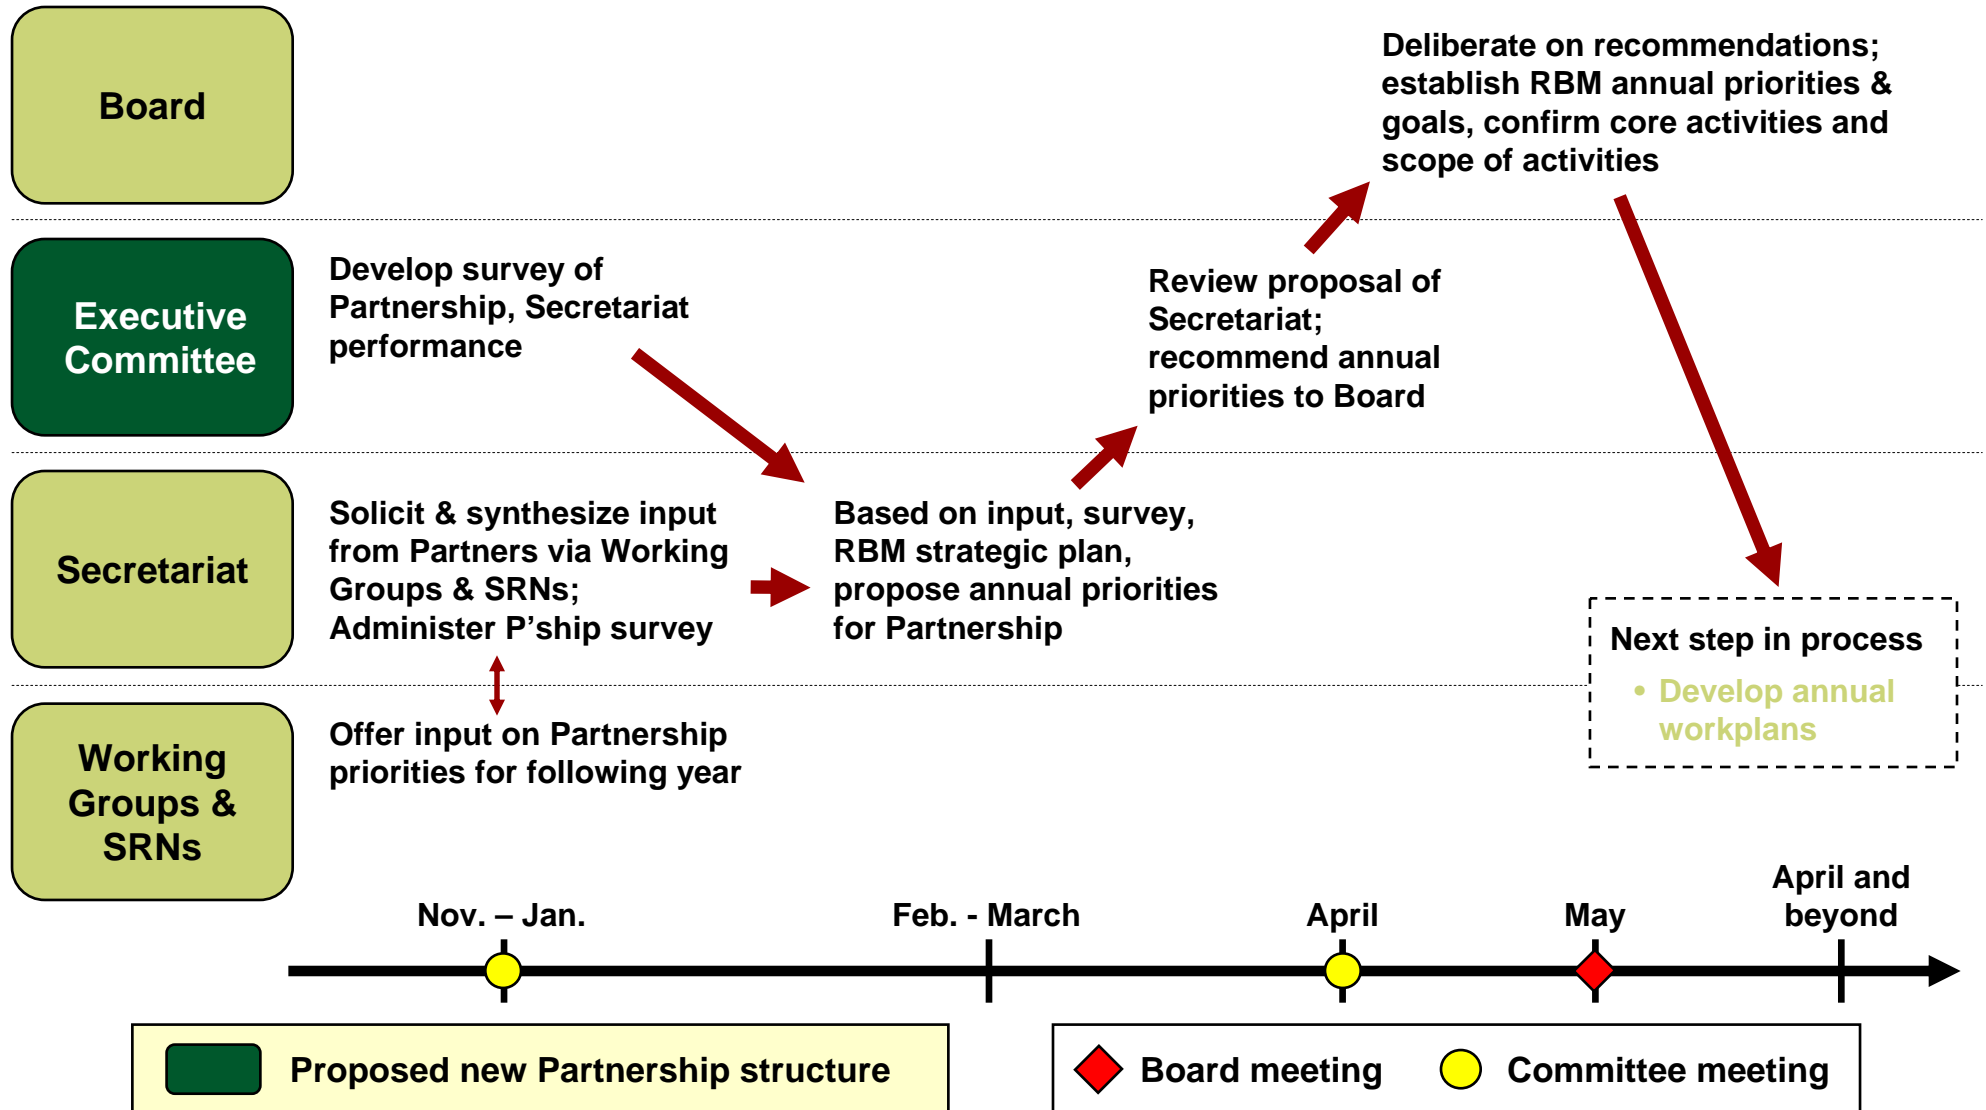 Board
Deliberate on recommendations;
establish RBM annual priorities &
goals, confirm core activities and
scope of activities
Executive
Committee
Develop survey of
Partnership, Secretariat
performance
Review proposal of
Secretariat;
recommend annual
priorities to Board
Secretariat
Solicit & synthesize input
from Partners via Working
Groups & SRNs;
Administer P’ship survey
Based on input, survey,
RBM strategic plan,
propose annual priorities
for Partnership
Next step in process
• Develop annual
workplans
Working
Groups &
SRNs
Offer input on Partnership
priorities for following year
Nov. – Jan.
Feb. - March
April
May
April and
beyond
Proposed new Partnership structure
Board meeting
Committee meeting